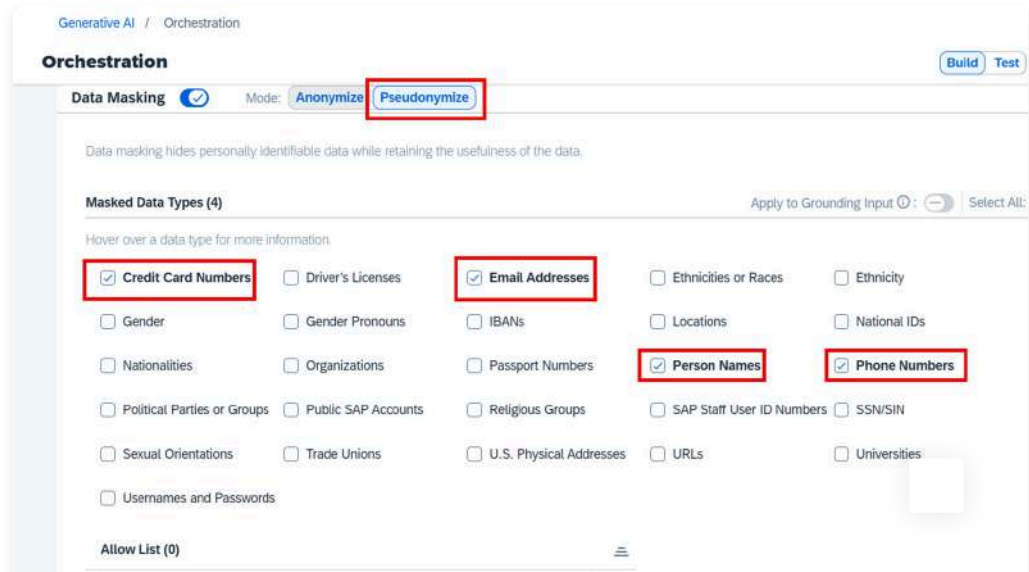 Generative AI / Orchestration
Orchestration
Build Test
Data Masking Mode: Anonymize Pseudonymize
Data masking hides personally identifiable data while retaining the usefulness of the data.
Masked Data Types (4)
Apply to Grounding Input : Select All:
Hover over a data type for more information.
Credit Card Numbers Driver's Licenses Email Addresses Ethnicities or Races Ethnicity
Gender Gender Pronouns IBANs Locations National IDs
Nationalities Organizations Passport Numbers Person Names Phone Numbers
Political Parties or Groups Public SAP Accounts Religious Groups SAP Staff User ID Numbers SSN/SIN
Sexual Orientations Trade Unions U.S. Physical Addresses URLs Universities
Usernames and Passwords
Allow List (0)